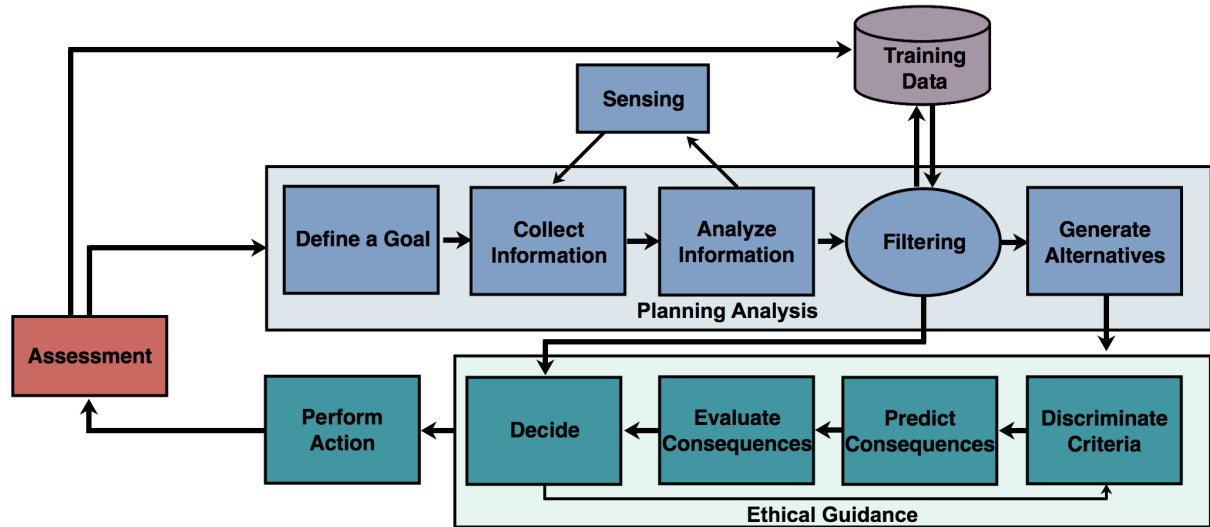 Training
Data
Sensing
Define a Goal
Collect
Information
Analyze
Information
Filtering
Generate
Alternatives
Planning Analysis
Assessment
Perform
Action
Decide
Evaluate
Consequences
Predict
Consequences
Discriminate
Criteria
Ethical Guidance